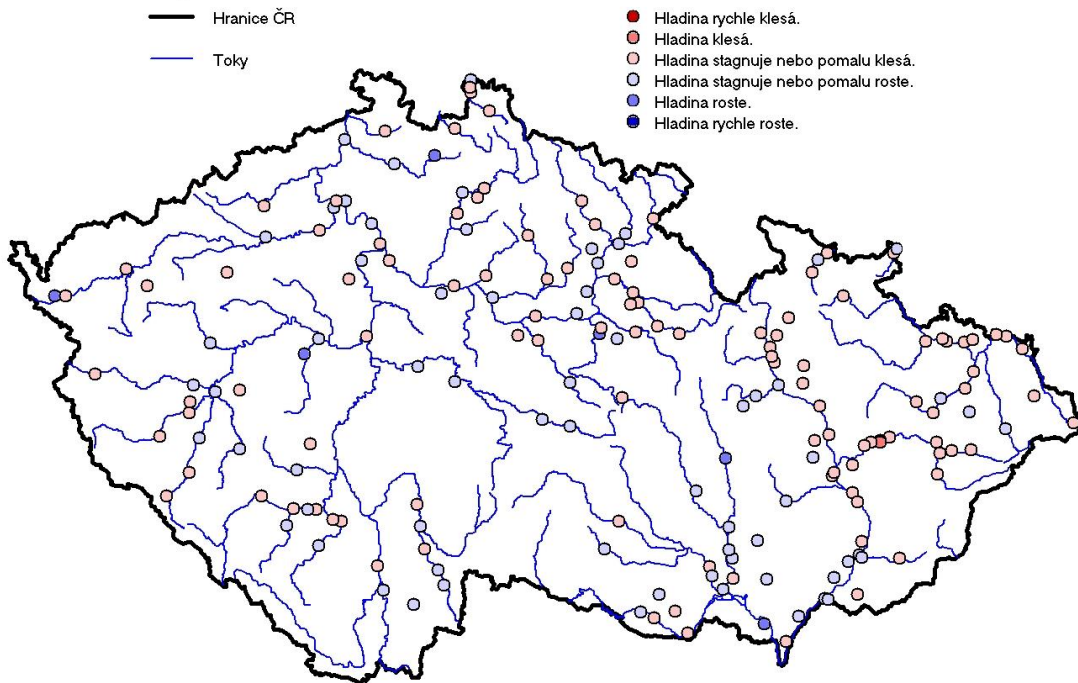 Hranice ČR
Toky
Hladina rychle klesá.
Hladina klesá.
Hladina stagnuje nebo pomalu klesá.
Hladina stagnuje nebo pomalu roste.
Hladina roste.
Hladina rychle roste.